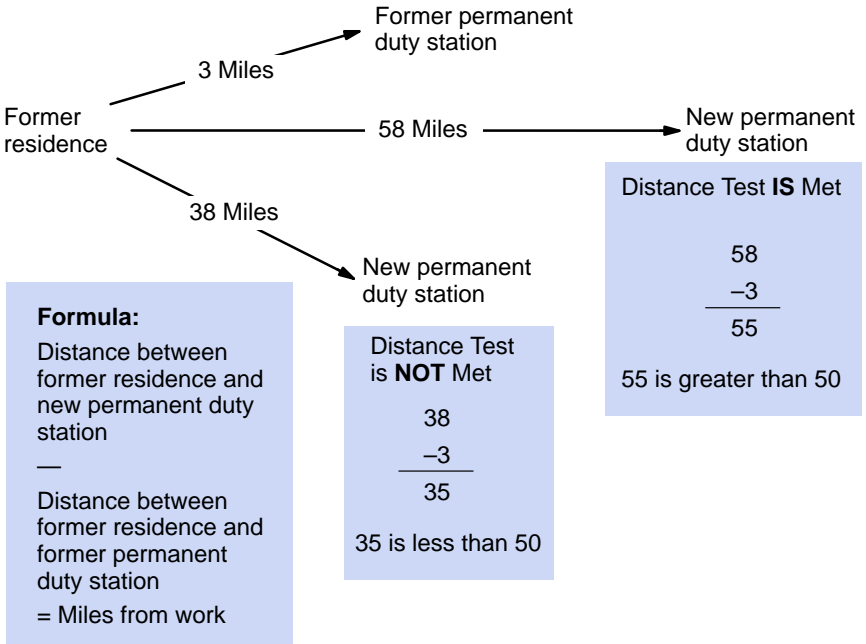 Former permanent
duty station
3 Miles
Former
residence
58 Miles
New permanent
duty station
Distance Test IS Met
58
–3
55
55 is greater than 50
38 Miles
New permanent
duty station
Distance Test
is NOT Met
38
–3
35
35 is less than 50
Formula:
Distance between
former residence and
new permanent duty
station
—
Distance between
former residence and
former permanent
duty station
= Miles from work